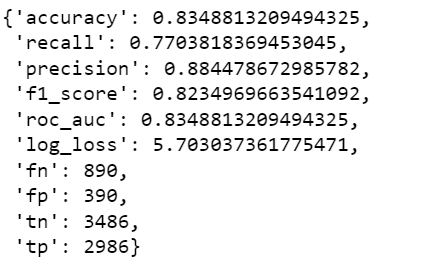 {'accuracy': 0.8348813209494325,
 'recall': 0.7703818369453045,
 'precision': 0.884478672985782,
 'f1_score': 0.8234969663541092,
 'roc_auc': 0.8348813209494325,
 'log_loss': 5.703037361775471,
 'fn': 890,
 'fp': 390,
 'tn': 3486,
 'tp': 2986}